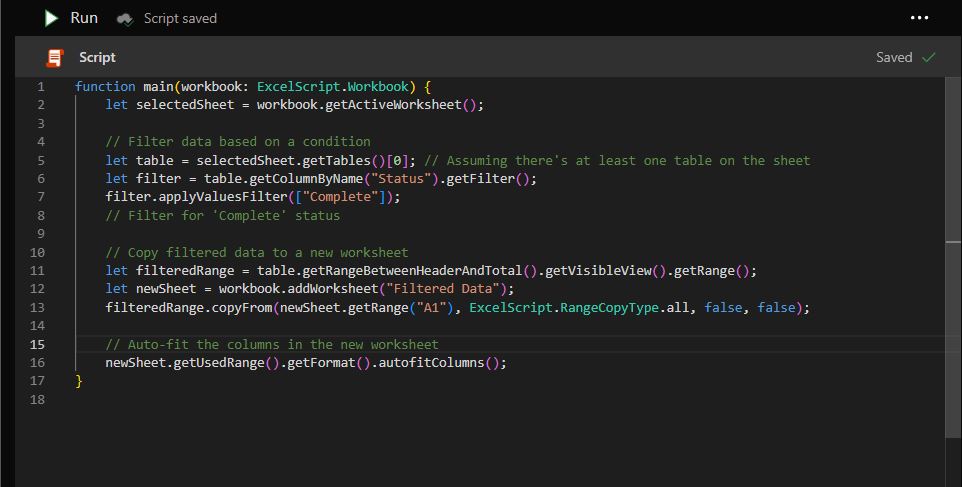 Run Script saved ...
Script Saved
1 function main(workbook: ExcelScript.Workbook) {
2 let selectedSheet = workbook.getActiveWorksheet();
3
4 // Filter data based on a condition
5 let table = selectedSheet.getTables()[0]; // Assuming there's at least one table on the sheet
6 let filter = table.getColumnByName("Status").getFilter();
7 filter.applyValuesFilter(["Complete"]);
8 // Filter for 'Complete' status
9
10 // Copy filtered data to a new worksheet
11 let filteredRange = table.getRangeBetweenHeaderAndTotal().getVisibleView().getRange();
12 let newSheet = workbook.addWorksheet("Filtered Data");
13 filteredRange.copyFrom(newSheet.getRange("A1"), ExcelScript.RangeCopyType.all, false, false);
14
15 // Auto-fit the columns in the new worksheet
16 newSheet.getUsedRange().getFormat().autofitColumns();
17 }
18